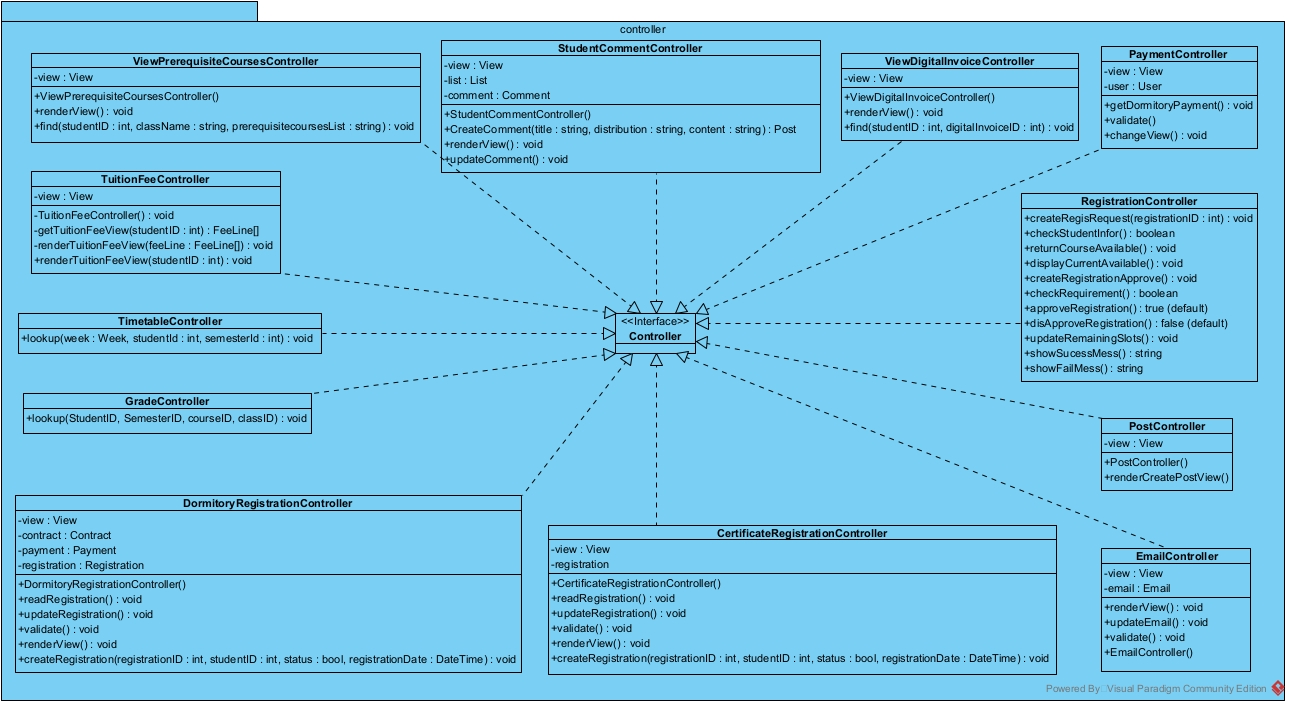 controller
ViewPrerequisiteCoursesController
-view : View
+ViewPrerequisiteCoursesController()
+renderView() : void
+find(studentID : int, className : string, prerequisitecoursesList : string) : void
StudentCommentController
-view : View
-list : List
-comment : Comment
+StudentCommentController()
+CreateComment(title : string, distribution : string, content : string) : Post
+renderView() : void
+updateComment() : void
ViewDigitalInvoiceController
-view : View
+ViewDigitalInvoiceController()
+renderView() : void
+find(studentID : int, digitalInvoiceID : int) : void
PaymentController
-view : View
-user : User
+getDormitoryPayment() : void
+validate()
+changeView() : void
TuitionFeeController
-view : View
-TuitionFeeController() : void
-getTuitionFeeView(studentID : int) : FeeLine[]
-renderTuitionFeeView(feeLine : FeeLine[]) : void
+renderTuitionFeeView(studentID : int) : void
RegistrationController
+createRegisRequest(registrationID : int) : void
+checkStudentInfor() : boolean
+returnCourseAvailable() : void
+displayCurrentAvailable() : void
+createRegistrationApprove() : void
+checkRequirement() : boolean
+approveRegistration() : true (default)
+disApproveRegistration() : false (default)
+updateRemainingSlots() : void
+showSucessMess() : string
+showFailMess() : string
TimetableController
+lookup(week : Week, studentId : int, semesterId : int) : void
<<Interface>>
Controller
GradeController
+lookup(StudentID, SemesterID, courseID, classID) : void
PostController
-view : View
+PostController()
+renderCreatePostView()
DormitoryRegistrationController
-view : View
-contract : Contract
-payment : Payment
-registration : Registration
+DormitoryRegistrationController()
+readRegistration() : void
+updateRegistration() : void
+validate() : void
+renderView() : void
+createRegistration(registrationID : int, studentID : int, status : bool, registrationDate : DateTime) : void
CertificateRegistrationController
-view : View
-registration
+CertificateRegistrationController()
+readRegistration() : void
+updateRegistration() : void
+validate() : void
+renderView() : void
+createRegistration(registrationID : int, studentID : int, status : bool, registrationDate : DateTime) : void
EmailController
-view : View
-email : Email
+renderView() : void
+updateEmail() : void
+validate() : void
+EmailController()
Powered By Visual Paradigm Community Edition